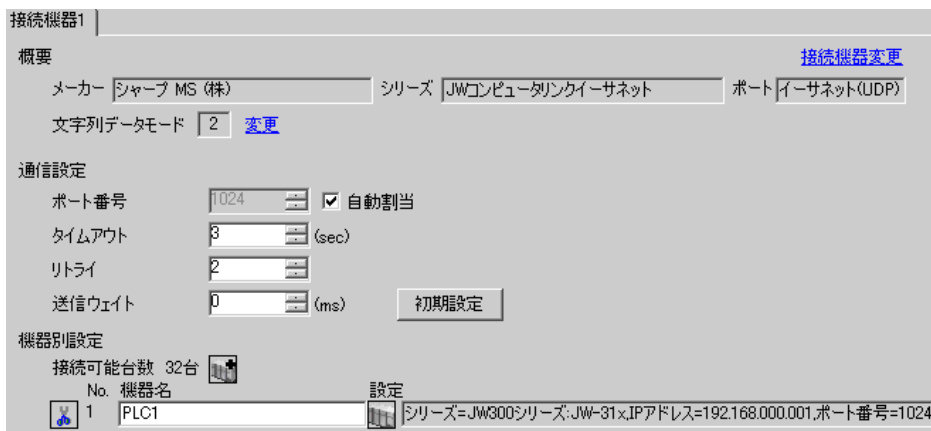 接続機器1
概要 接続機器変更
メーカー シャープ MS (株) シリーズ JWコンピュータリンクイーサネット ポート イーサネット(UDP)
文字列データモード 2 変更
通信設定
ポート番号 1024 自動割当
タイムアウト 3 (sec)
リトライ 2
送信ウェイト 0 (ms) 初期設定
機器別設定
接続可能台数 32台
No. 機器名 設定
1 PLC1 シリーズ=JW300シリーズ:JW-31x,IPアドレス=192.168.000.001,ポート番号=1024